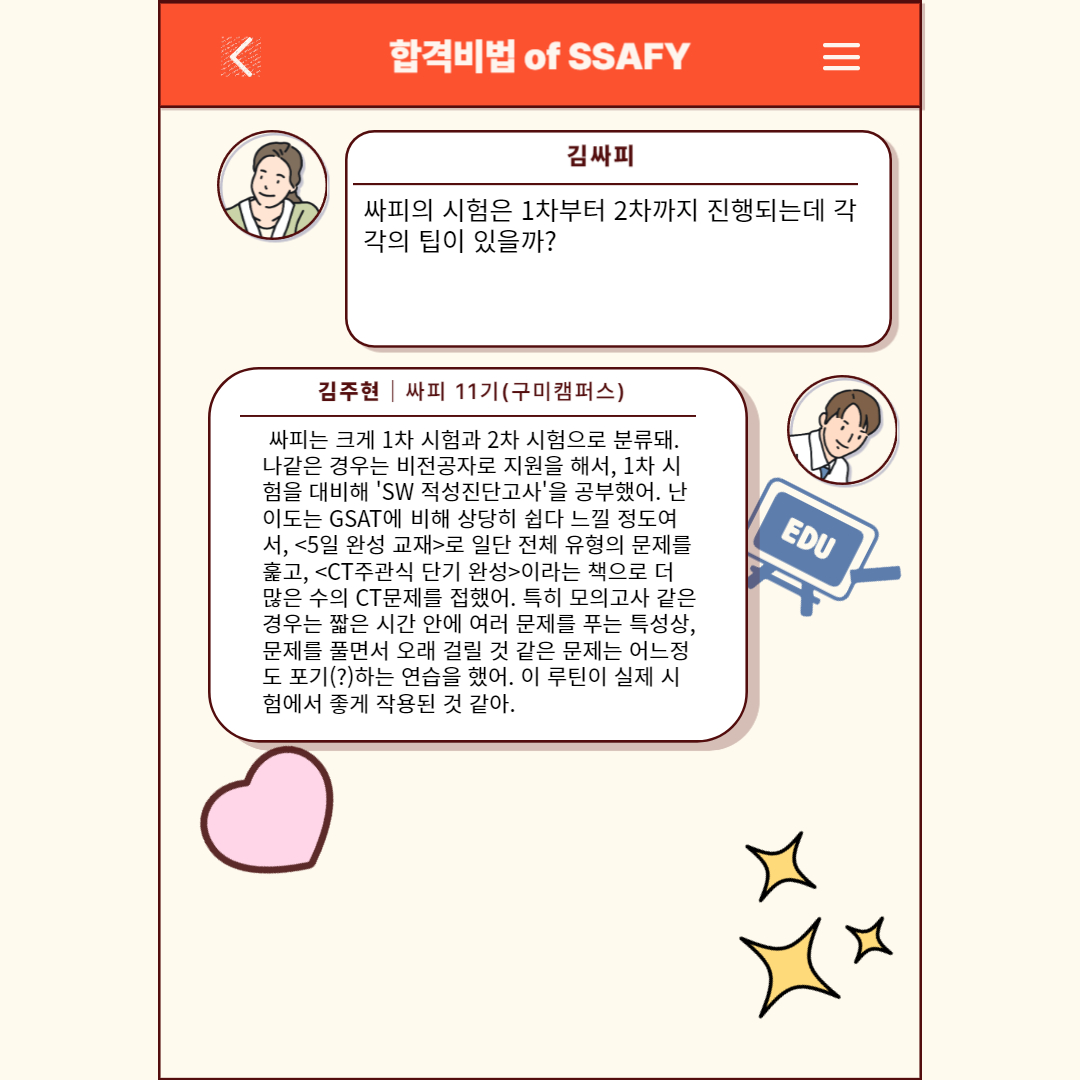 합격비법 of SSAFY
김싸피
싸피의 시험은 1차부터 2차까지 진행되는데 각
각의 팁이 있을까?
김주현 | 싸피 11기(구미캠퍼스)
싸피는 크게 1차 시험과 2차 시험으로 분류돼.
나같은 경우는 비전공자로 지원을 해서, 1차 시
험을 대비해 'SW 적성진단고사'을 공부했어. 난
이도는 GSAT에 비해 상당히 쉽다 느낄 정도여
서, <5일 완성 교재>로 일단 전체 유형의 문제를
훑고, <CT주관식 단기 완성>이라는 책으로 더
많은 수의 CT문제를 접했어. 특히 모의고사 같은
경우는 짧은 시간 안에 여러 문제를 푸는 특성상,
문제를 풀면서 오래 걸릴 것 같은 문제는 어느정
도 포기(?)하는 연습을 했어. 이 루틴이 실제 시
험에서 좋게 작용된 것 같아.
EDU